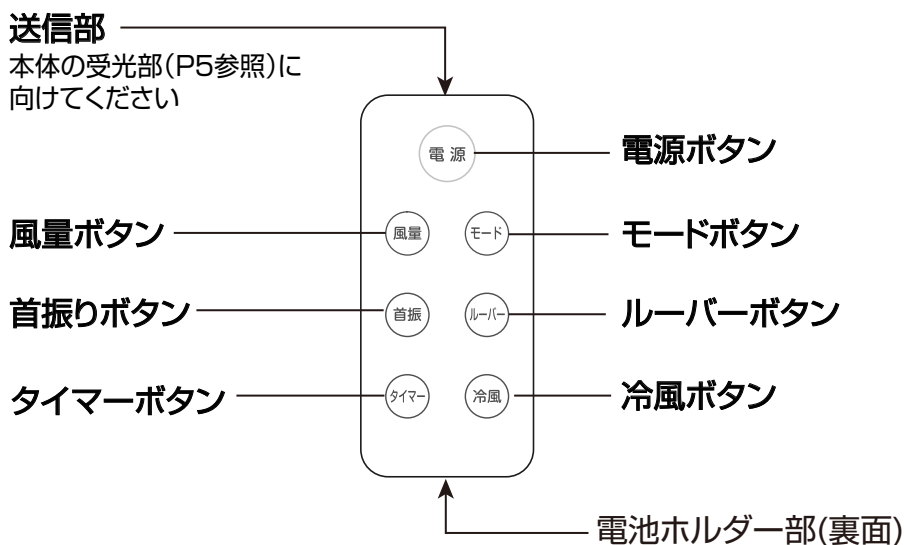 送信部
本体の受光部(P5参照)に
向けてください
電源
電源ボタン
風量ボタン
風量
モード
モードボタン
首振りボタン
首振
ルーバー
ルーバーボタン
タイマーボタン
タイマー
冷風
冷風ボタン
電池ホルダー部(裏面)